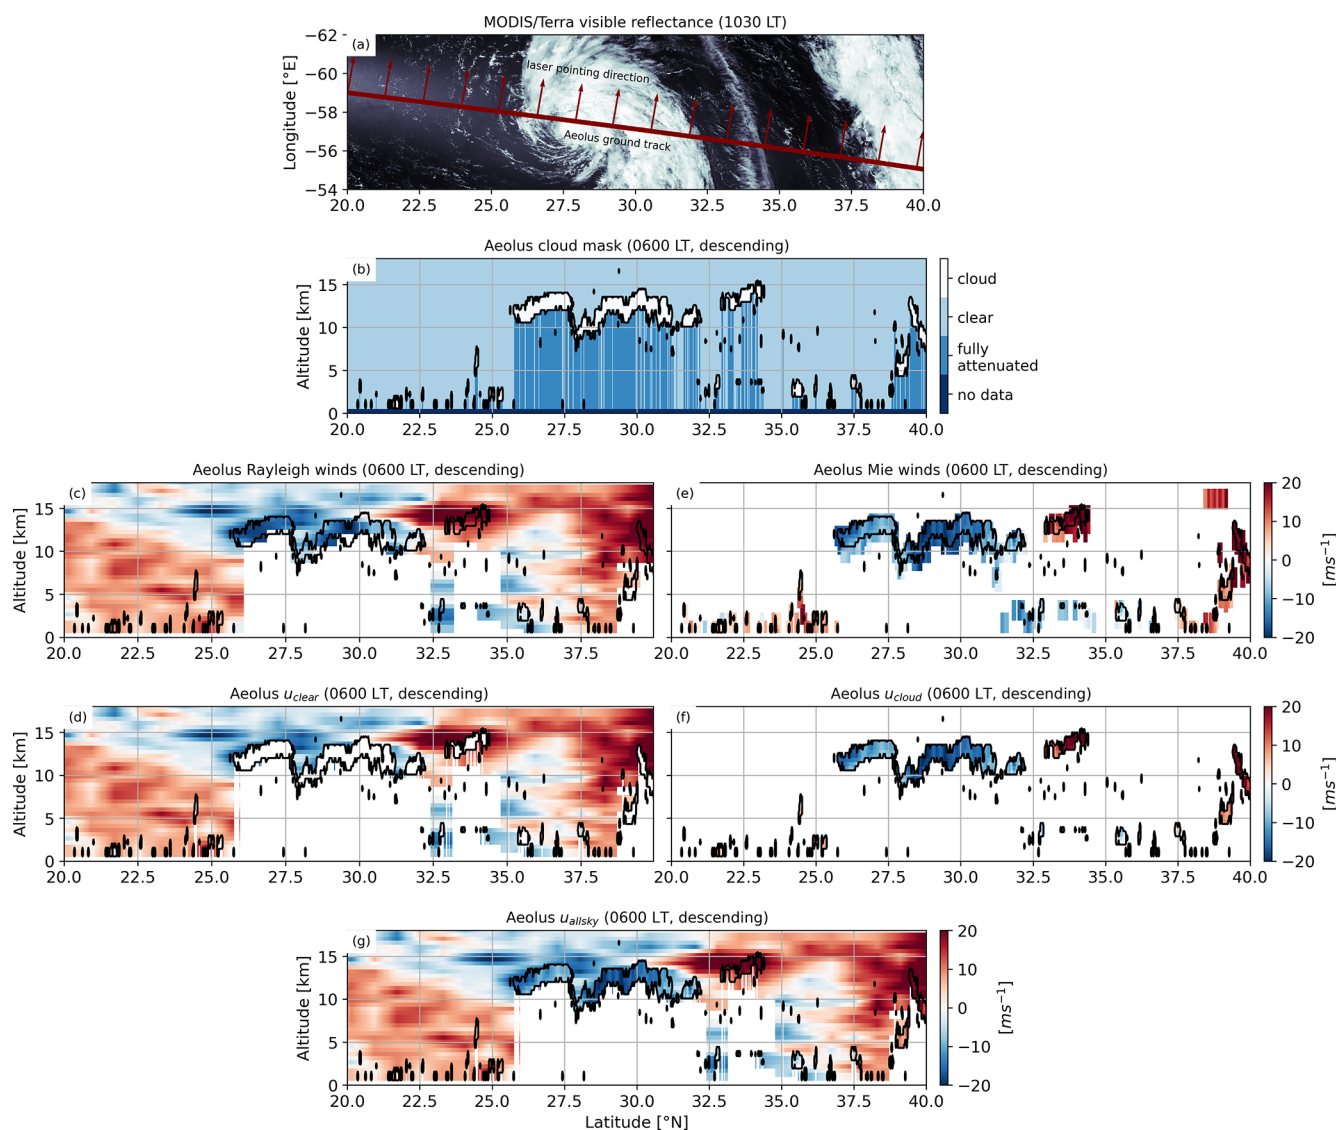 MODIS/Terra visible reflectance (1030 LT)
(a)
−62
−60
−58
−56
−54
Longitude [°E]
laser pointing direction
Aeolus ground track
20.0 22.5 25.0 27.5 30.0 32.5 35.0 37.5 40.0
Aeolus cloud mask (0600 LT, descending)
(b)
15
10
5
0
Altitude [km]
cloud
clear
fully
attenuated
no data
20.0 22.5 25.0 27.5 30.0 32.5 35.0 37.5 40.0
Aeolus Rayleigh winds (0600 LT, descending)
(c)
15
10
5
0
Altitude [km]
20.0 22.5 25.0 27.5 30.0 32.5 35.0 37.5
Aeolus Mie winds (0600 LT, descending)
(e)
20
10
0
−10
−20
[ms⁻¹]
20.0 22.5 25.0 27.5 30.0 32.5 35.0 37.5 40.0
Aeolus u_clear (0600 LT, descending)
(d)
15
10
5
0
Altitude [km]
20.0 22.5 25.0 27.5 30.0 32.5 35.0 37.5
Aeolus u_cloud (0600 LT, descending)
(f)
20
10
0
−10
−20
[ms⁻¹]
20.0 22.5 25.0 27.5 30.0 32.5 35.0 37.5 40.0
Aeolus u_allsky (0600 LT, descending)
(g)
15
10
5
0
Altitude [km]
20
10
0
−10
−20
[ms⁻¹]
20.0 22.5 25.0 27.5 30.0 32.5 35.0 37.5 40.0
Latitude [°N]